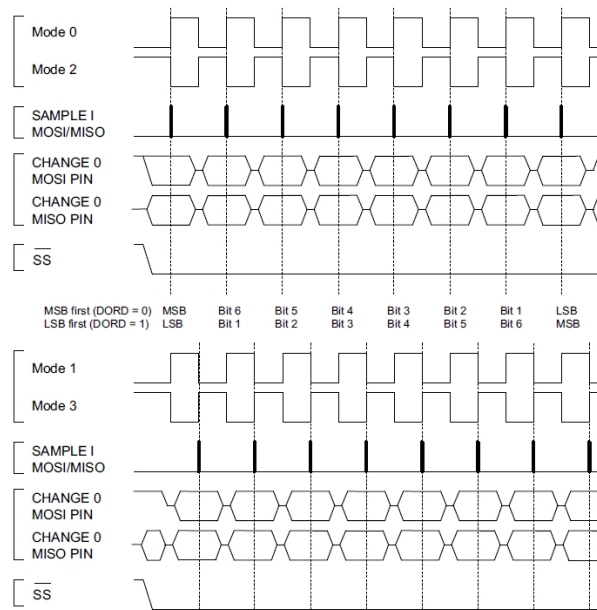 Mode 0
Mode 2
SAMPLE I
MOSI/MISO
CHANGE 0
MOSI PIN
CHANGE 0
MISO PIN
SS
MSB first (DORD = 0) MSB Bit 6 Bit 5 Bit 4 Bit 3 Bit 2 Bit 1 LSB
LSB first (DORD = 1) LSB Bit 1 Bit 2 Bit 3 Bit 4 Bit 5 Bit 6 MSB
Mode 1
Mode 3
SAMPLE I
MOSI/MISO
CHANGE 0
MOSI PIN
CHANGE 0
MISO PIN
SS